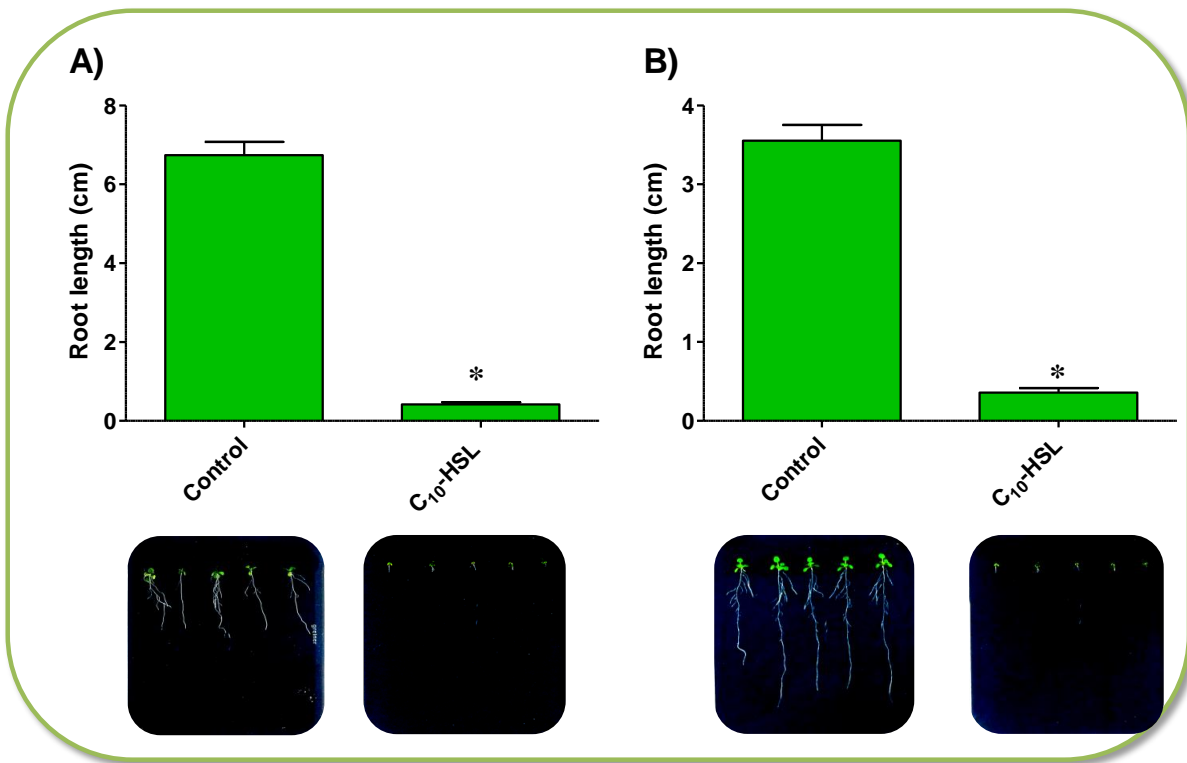 A)
8
6
4
2
0
Root length (cm)
*
Control
C₁₀-HSL
greiner
B)
4
3
2
1
0
Root length (cm)
*
Control
C₁₀-HSL